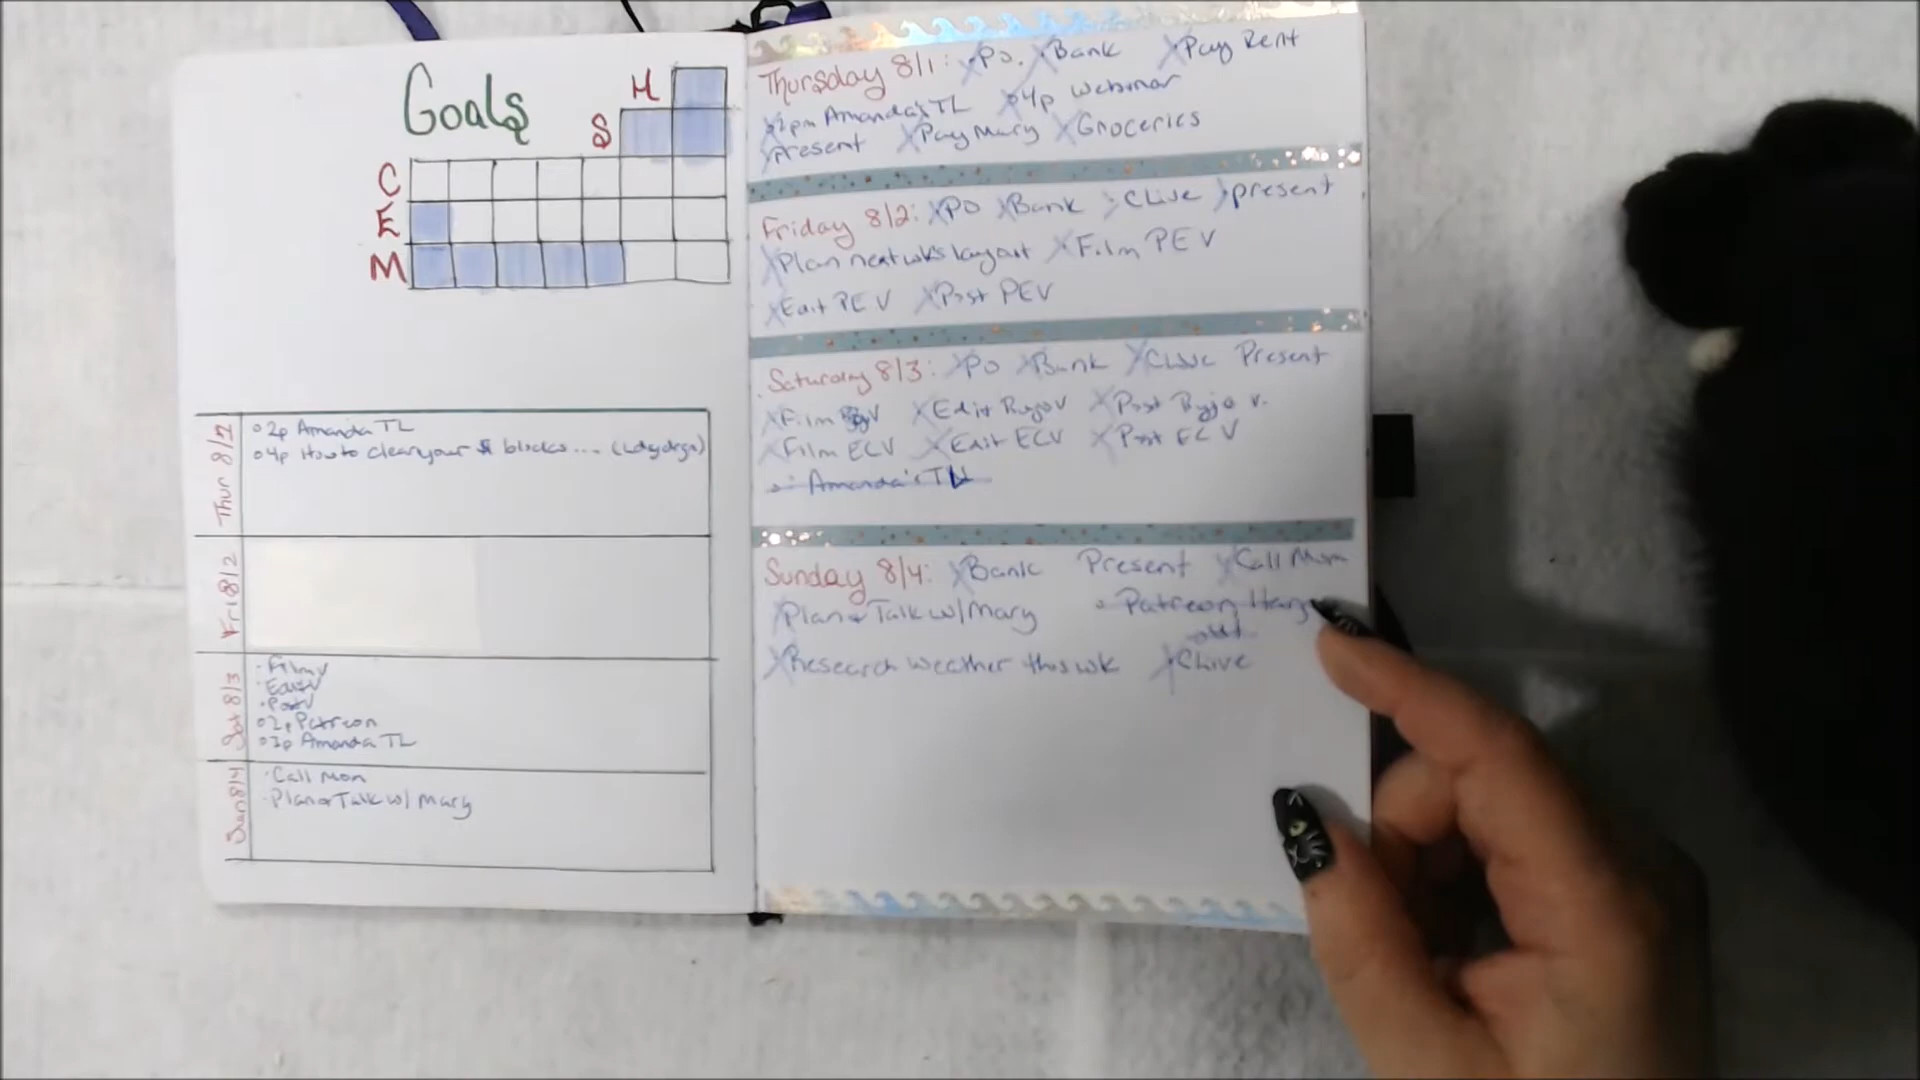 Goals
H
S
C
E
M
Thur 8/1
o 2p Amanda TL
o 4p How to clear your $ blocks....
Fri 8/2
Sat 8/3
· Film V
· Edit V
· Post V
o 2p Patreon
o 3p Amanda TL
Sun 8/4
· Call Mom
· Plan & Talk w/ Mary
Thursday 8/1: PO. Bank Pay Rent
2pm Amanda's TL 4p Webinar
Present Pay Mary Groceries
Friday 8/2: PO Bank Clive present
Plan next wks layout Film PEV
Edit PEV Post PEV
Saturday 8/3: PO Bank Clive Present
Film V Edit Bujo V Post Bujo V.
Film ECV Edit ECV Post ECV
Amanda's TL
Sunday 8/4: Bank Present Call Mom
Plan & Talk w/ Mary Patreon Hang
out
Research weather this wk Clive